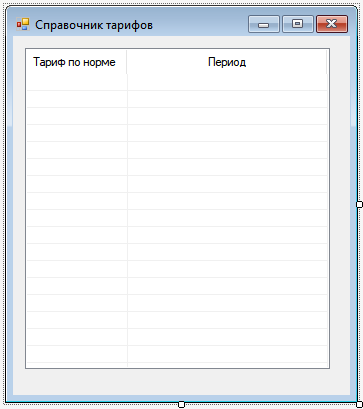 Справочник тарифов
Тариф по норме Период